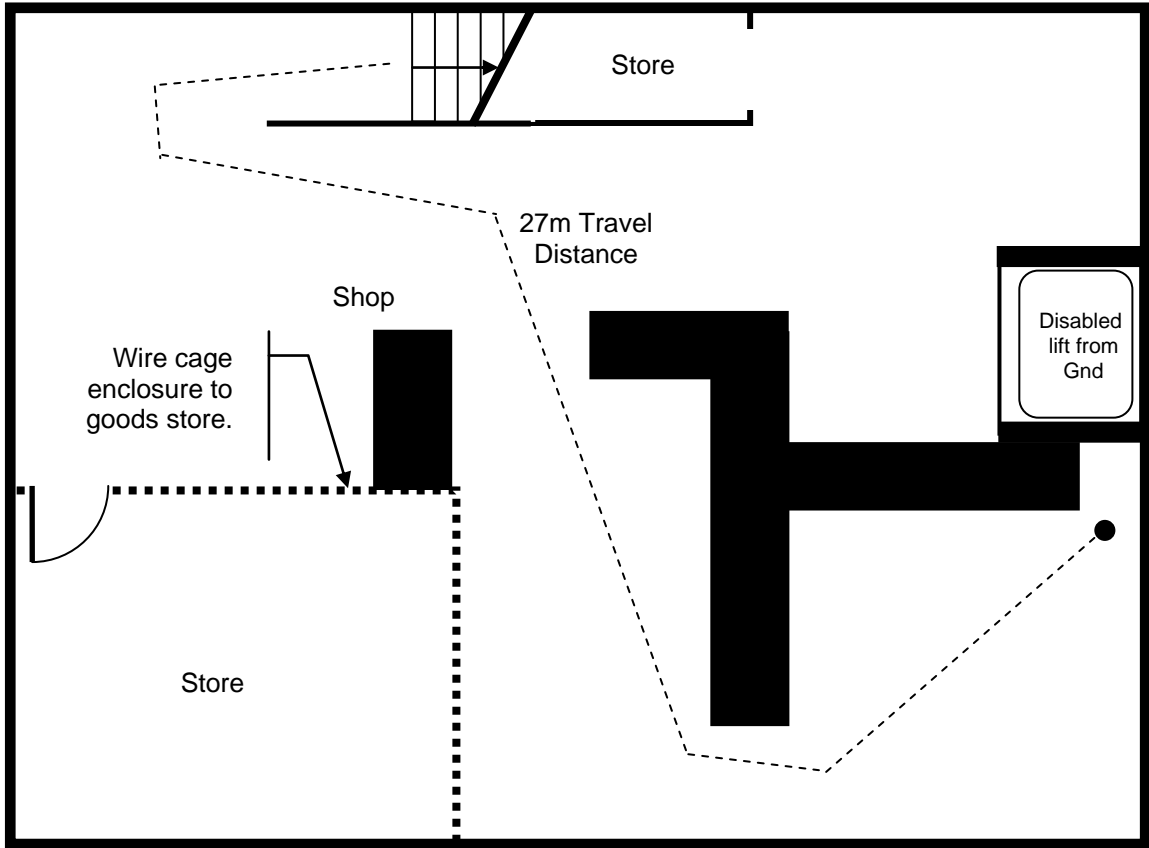 Store
27m Travel
Distance
Shop
Disabled
lift from
Gnd
Wire cage
enclosure to
goods store.
Store